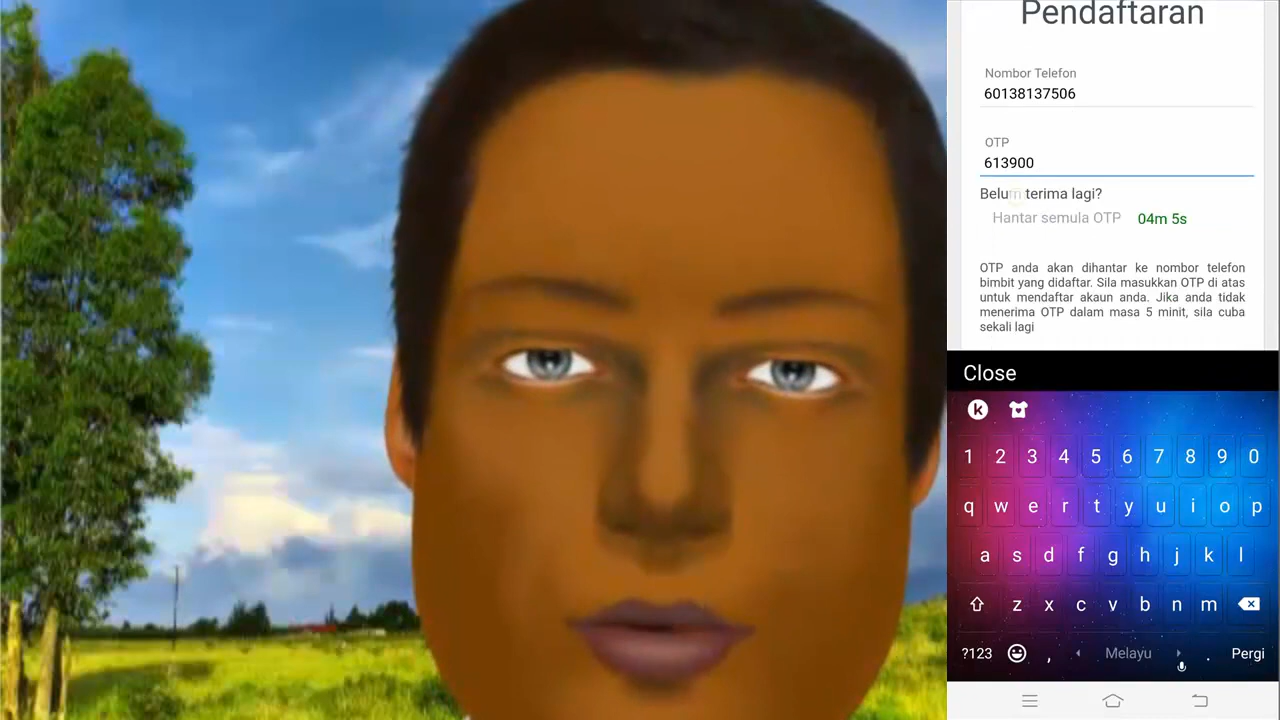 Pendaftaran
Nombor Telefon
60138137506
OTP
613900
Belum terima lagi?
Hantar semula OTP 04m 5s
OTP anda akan dihantar ke nombor telefon
bimbit yang didaftar. Sila masukkan OTP di atas
untuk mendaftar akaun anda. Jika anda tidak
menerima OTP dalam masa 5 minit, sila cuba
sekali lagi
Close
k
1 2 3 4 5 6 7 8 9 0
q w e r t y u i o p
a s d f g h j k l
z x c v b n m
?123 , Melayu . Pergi